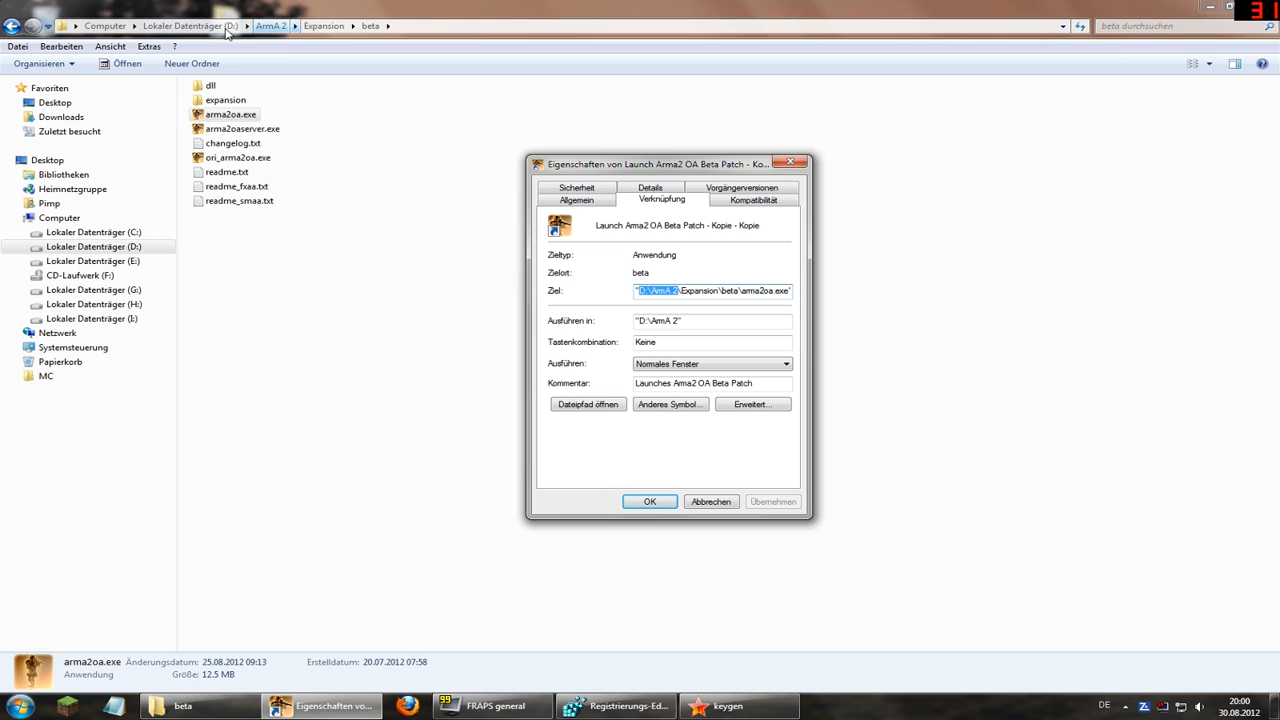 31
Computer Lokaler Datenträger (D:) ArmA 2 Expansion beta
beta durchsuchen
Datei Bearbeiten Ansicht Extras ?
Organisieren Öffnen Neuer Ordner
Favoriten
Desktop
Downloads
Zuletzt besucht
Desktop
Bibliotheken
Heimnetzgruppe
Pimp
Computer
Lokaler Datenträger (C:)
Lokaler Datenträger (D:)
Lokaler Datenträger (E:)
CD-Laufwerk (F:)
Lokaler Datenträger (G:)
Lokaler Datenträger (H:)
Lokaler Datenträger (I:)
Netzwerk
Systemsteuerung
Papierkorb
MC
dll
expansion
arma2oa.exe
arma2oaserver.exe
changelog.txt
ori_arma2oa.exe
readme.txt
readme_fxaa.txt
readme_smaa.txt
Eigenschaften von Launch Arma2 OA Beta Patch - Ko...
Sicherheit Details Vorgängerversionen
Allgemein Verknüpfung Kompatibilität
Launch Arma2 OA Beta Patch - Kopie - Kopie
Zieltyp: Anwendung
Zielort: beta
Ziel: "D:\ArmA 2\Expansion\beta\arma2oa.exe"
Ausführen in: "D:\ArmA 2"
Tastenkombination: Keine
Ausführen: Normales Fenster
Kommentar: Launches Arma2 OA Beta Patch
Dateipfad öffnen Anderes Symbol... Erweitert...
OK Abbrechen Übernehmen
arma2oa.exe Änderungsdatum: 25.08.2012 09:13 Erstelldatum: 20.07.2012 07:58
Anwendung Größe: 12.5 MB
beta Eigenschaften vo... 99 FRAPS general Registrierungs-Ed... keygen DE 20:00
30.08.2012